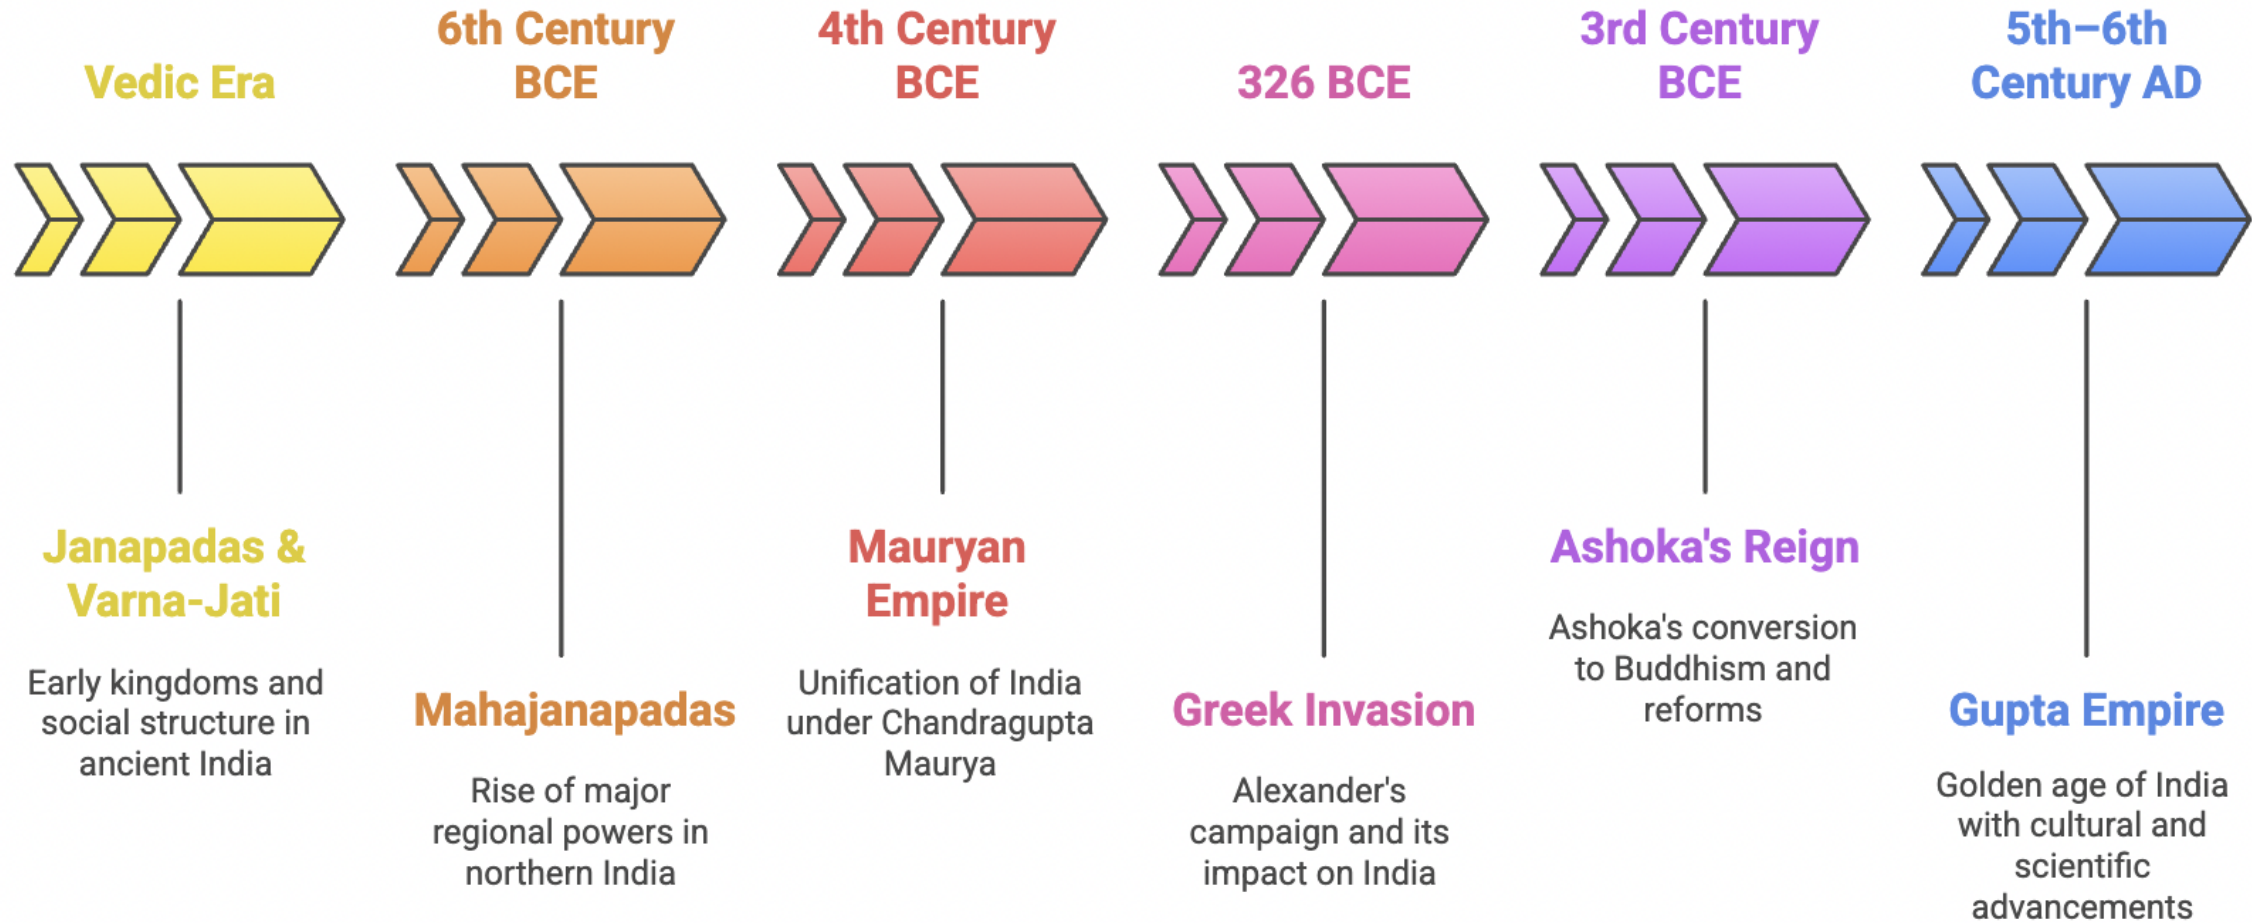 Vedic Era
6th Century
BCE
4th Century
BCE
326 BCE
3rd Century
BCE
5th–6th
Century AD
Janapadas &
Varna-Jati
Early kingdoms and
social structure in
ancient India
Mahajanapadas
Rise of major
regional powers in
northern India
Mauryan
Empire
Unification of India
under Chandragupta
Maurya
Greek Invasion
Alexander's
campaign and its
impact on India
Ashoka's Reign
Ashoka's conversion
to Buddhism and
reforms
Gupta Empire
Golden age of India
with cultural and
scientific
advancements